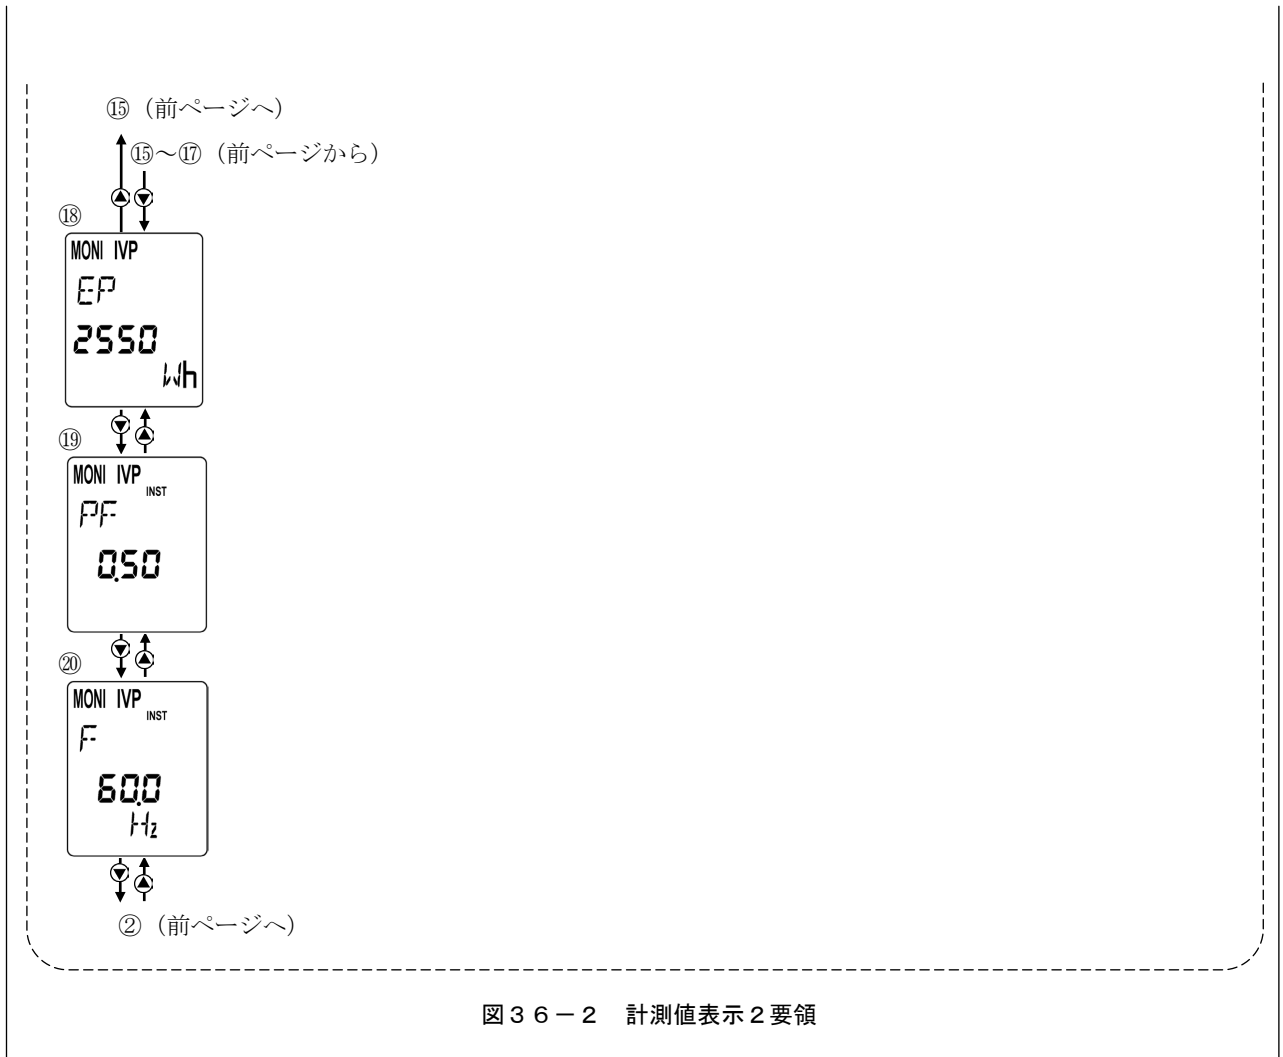 ⑮（前ページへ）
⑮～⑰（前ページから）
⑱
MONI IVP
EP
2550
Wh
⑲
MONI IVP
INST
PF
0.50
⑳
MONI IVP
INST
F
60.0
Hz
②（前ページへ）
図３６－２　計測値表示２要領